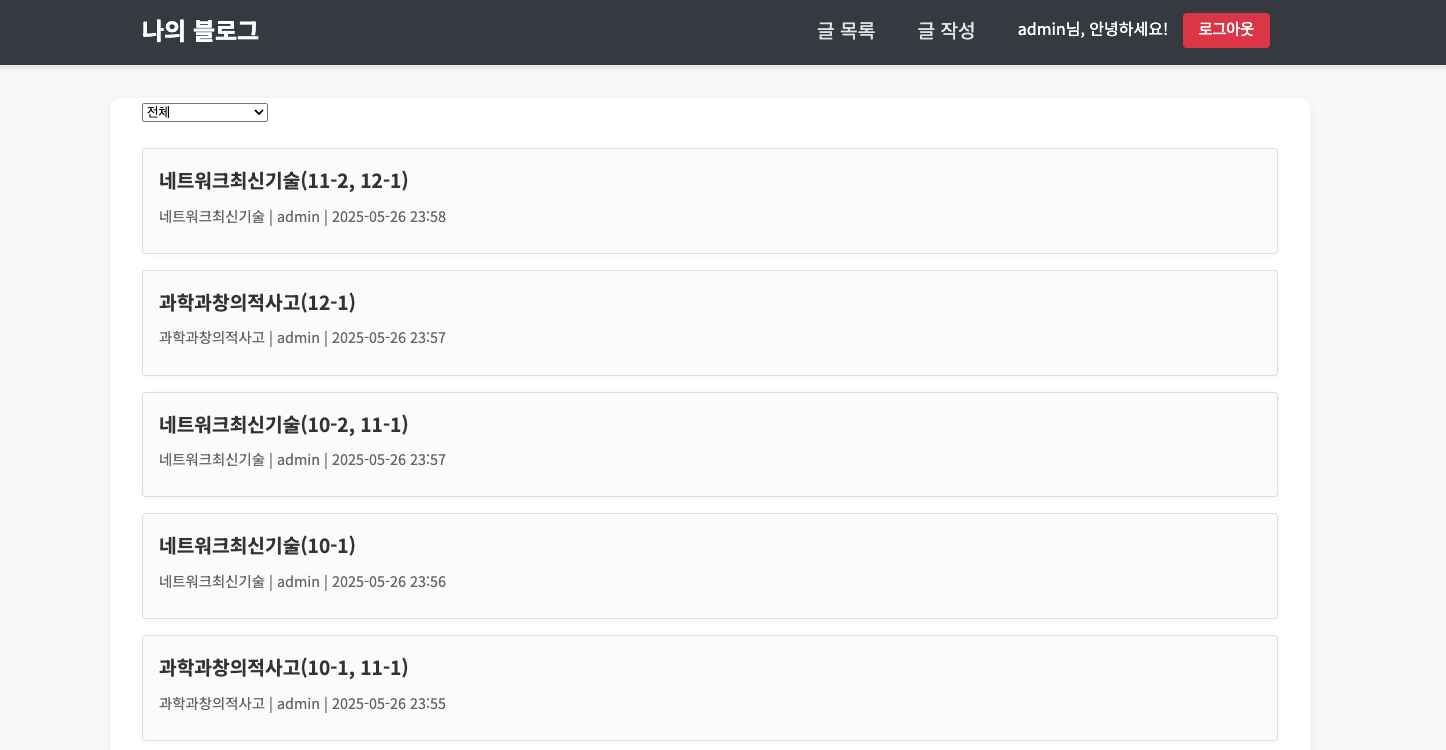 나의 블로그
글 목록
글 작성
admin님, 안녕하세요!
로그아웃
전체
네트워크최신기술(11-2, 12-1)
네트워크최신기술 | admin | 2025-05-26 23:58
과학과창의적사고(12-1)
과학과창의적사고 | admin | 2025-05-26 23:57
네트워크최신기술(10-2, 11-1)
네트워크최신기술 | admin | 2025-05-26 23:57
네트워크최신기술(10-1)
네트워크최신기술 | admin | 2025-05-26 23:56
과학과창의적사고(10-1, 11-1)
과학과창의적사고 | admin | 2025-05-26 23:55